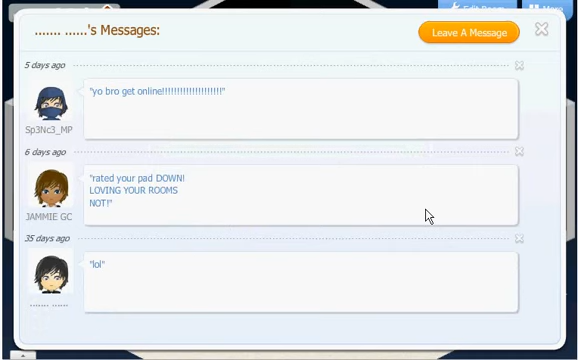 Edit Room
More
....... ......'s Messages:
Leave A Message
5 days ago
"yo bro get online!!!!!!!!!!!!!!!!!!!!!"
Sp3Nc3_MP
6 days ago
"rated your pad DOWN!
LOVING YOUR ROOMS
NOT!"
JAMMIE GC
35 days ago
"lol"
....... ......